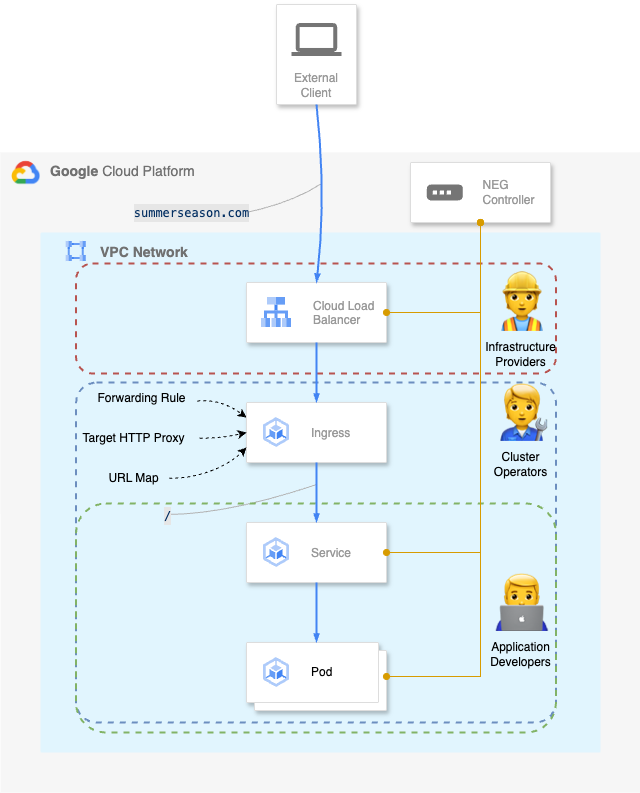 External
Client
Google Cloud Platform
NEG
Controller
summerseason.com
VPC Network
Cloud Load
Balancer
Infrastructure
Providers
Forwarding Rule
Target HTTP Proxy
URL Map
Ingress
Cluster
Operators
/
Service
Application
Developers
Pod